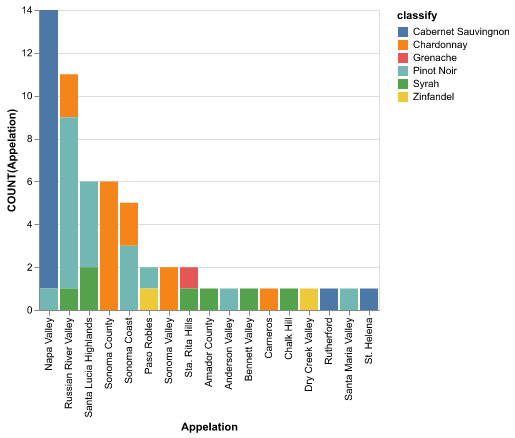 classify
Cabernet Sauvingnon
Chardonnay
Grenache
Pinot Noir
Syrah
Zinfandel
COUNT(Appelation)
14
12
10
8
6
4
2
0
Napa Valley
Russian River Valley
Santa Lucia Highlands
Sonoma County
Sonoma Coast
Paso Robles
Sonoma Valley
Sta. Rita Hills
Amador County
Anderson Valley
Bennett Valley
Carneros
Chalk Hill
Dry Creek Valley
Rutherford
Santa Maria Valley
St. Helena
Appelation